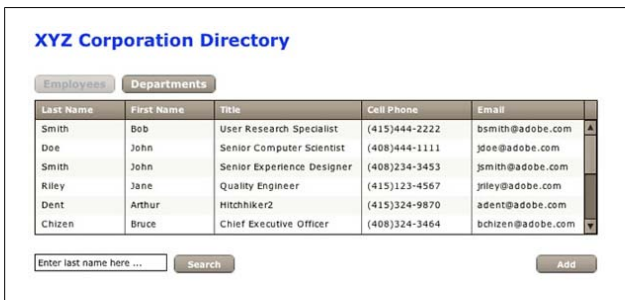 XYZ Corporation Directory
Employees Departments
Last Name First Name Title Cell Phone Email
Smith Bob User Research Specialist (415)444-2222 bsmith@adobe.com
Doe John Senior Computer Scientist (408)444-1111 jdoe@adobe.com
Smith John Senior Experience Designer (408)234-3453 jsmith@adobe.com
Riley Jane Quality Engineer (415)123-4567 jriley@adobe.com
Dent Arthur Hitchhiker2 (415)324-9870 adent@adobe.com
Chizen Bruce Chief Executive Officer (408)324-3464 bchizen@adobe.com
Enter last name here ... Search Add